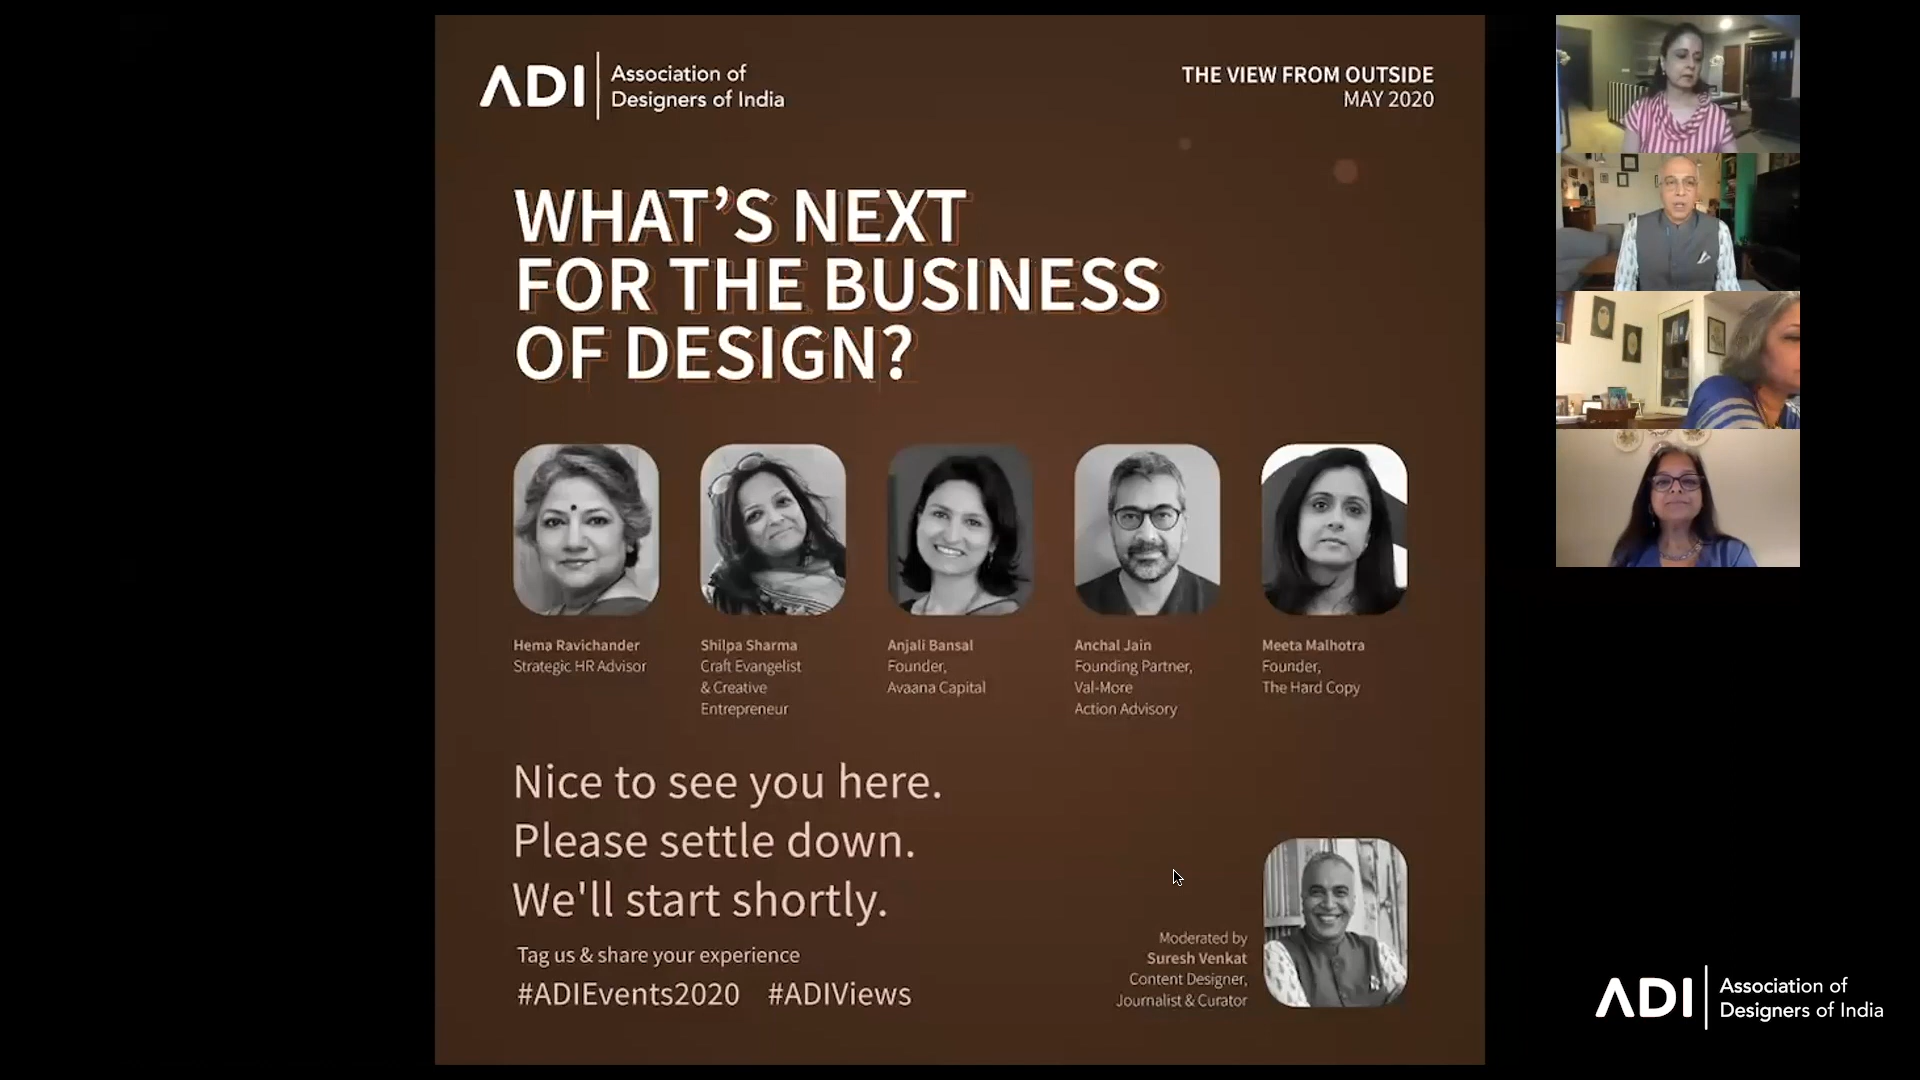 ADI
Association of
Designers of India
THE VIEW FROM OUTSIDE
MAY 2020
WHAT’S NEXT
FOR THE BUSINESS
OF DESIGN?
Hema Ravichander
Strategic HR Advisor
Shilpa Sharma
Craft Evangelist
& Creative
Entrepreneur
Anjali Bansal
Founder,
Avaana Capital
Anchal Jain
Founding Partner,
Val-More
Action Advisory
Meeta Malhotra
Founder,
The Hard Copy
Nice to see you here.
Please settle down.
We'll start shortly.
Tag us & share your experience
#ADIEvents2020 #ADIViews
Moderated by
Suresh Venkat
Content Designer,
Journalist & Curator
ADI
Association of
Designers of India